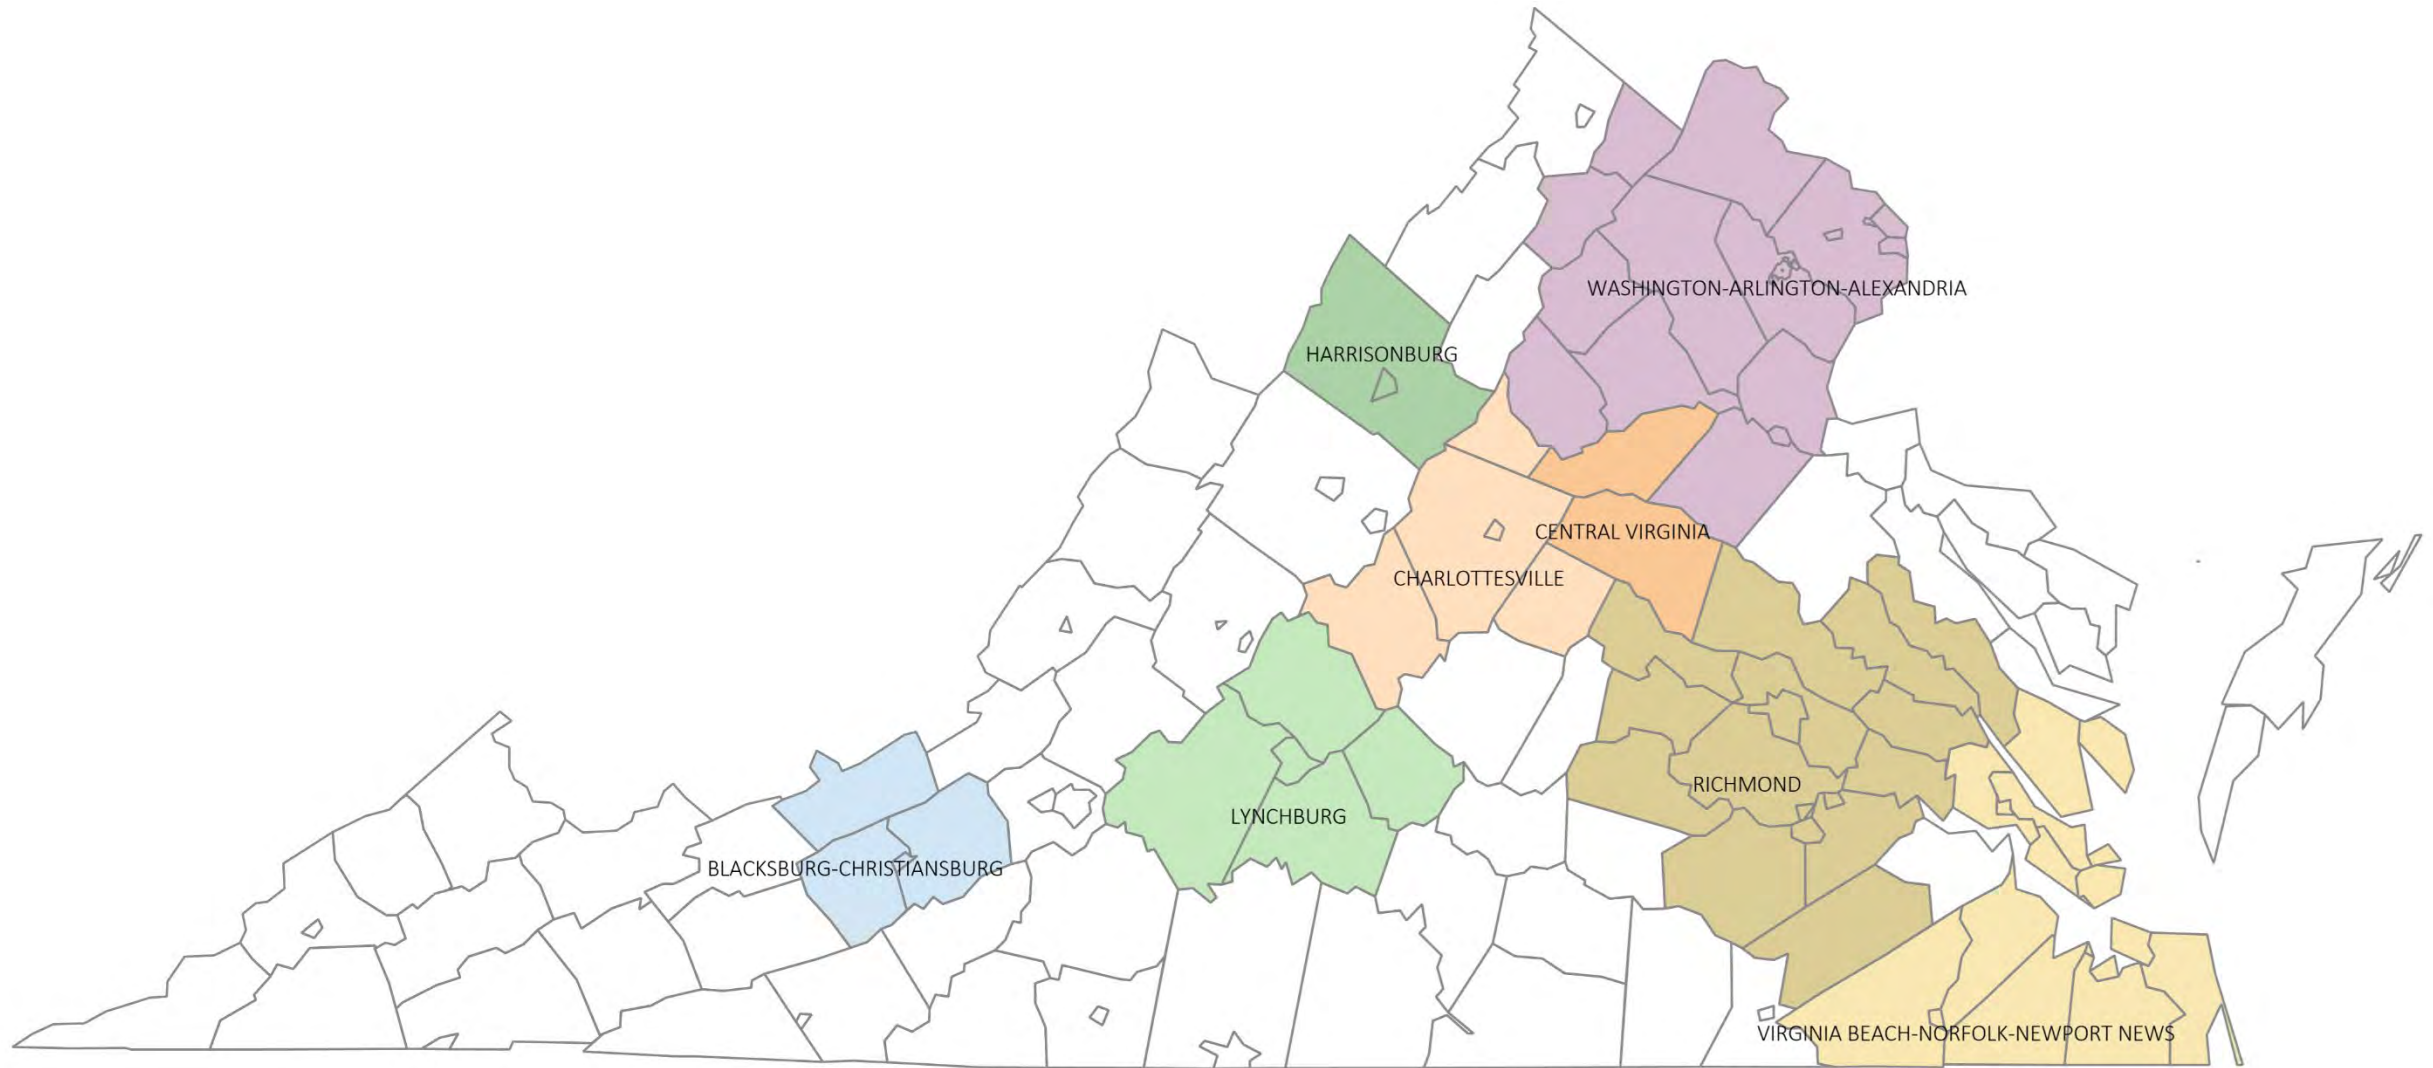 WASHINGTON-ARLINGTON-ALEXANDRIA
HARRISONBURG
CENTRAL VIRGINIA
CHARLOTTESVILLE
RICHMOND
LYNCHBURG
BLACKSBURG-CHRISTIANSBURG
VIRGINIA BEACH-NORFOLK-NEWPORT NEWS